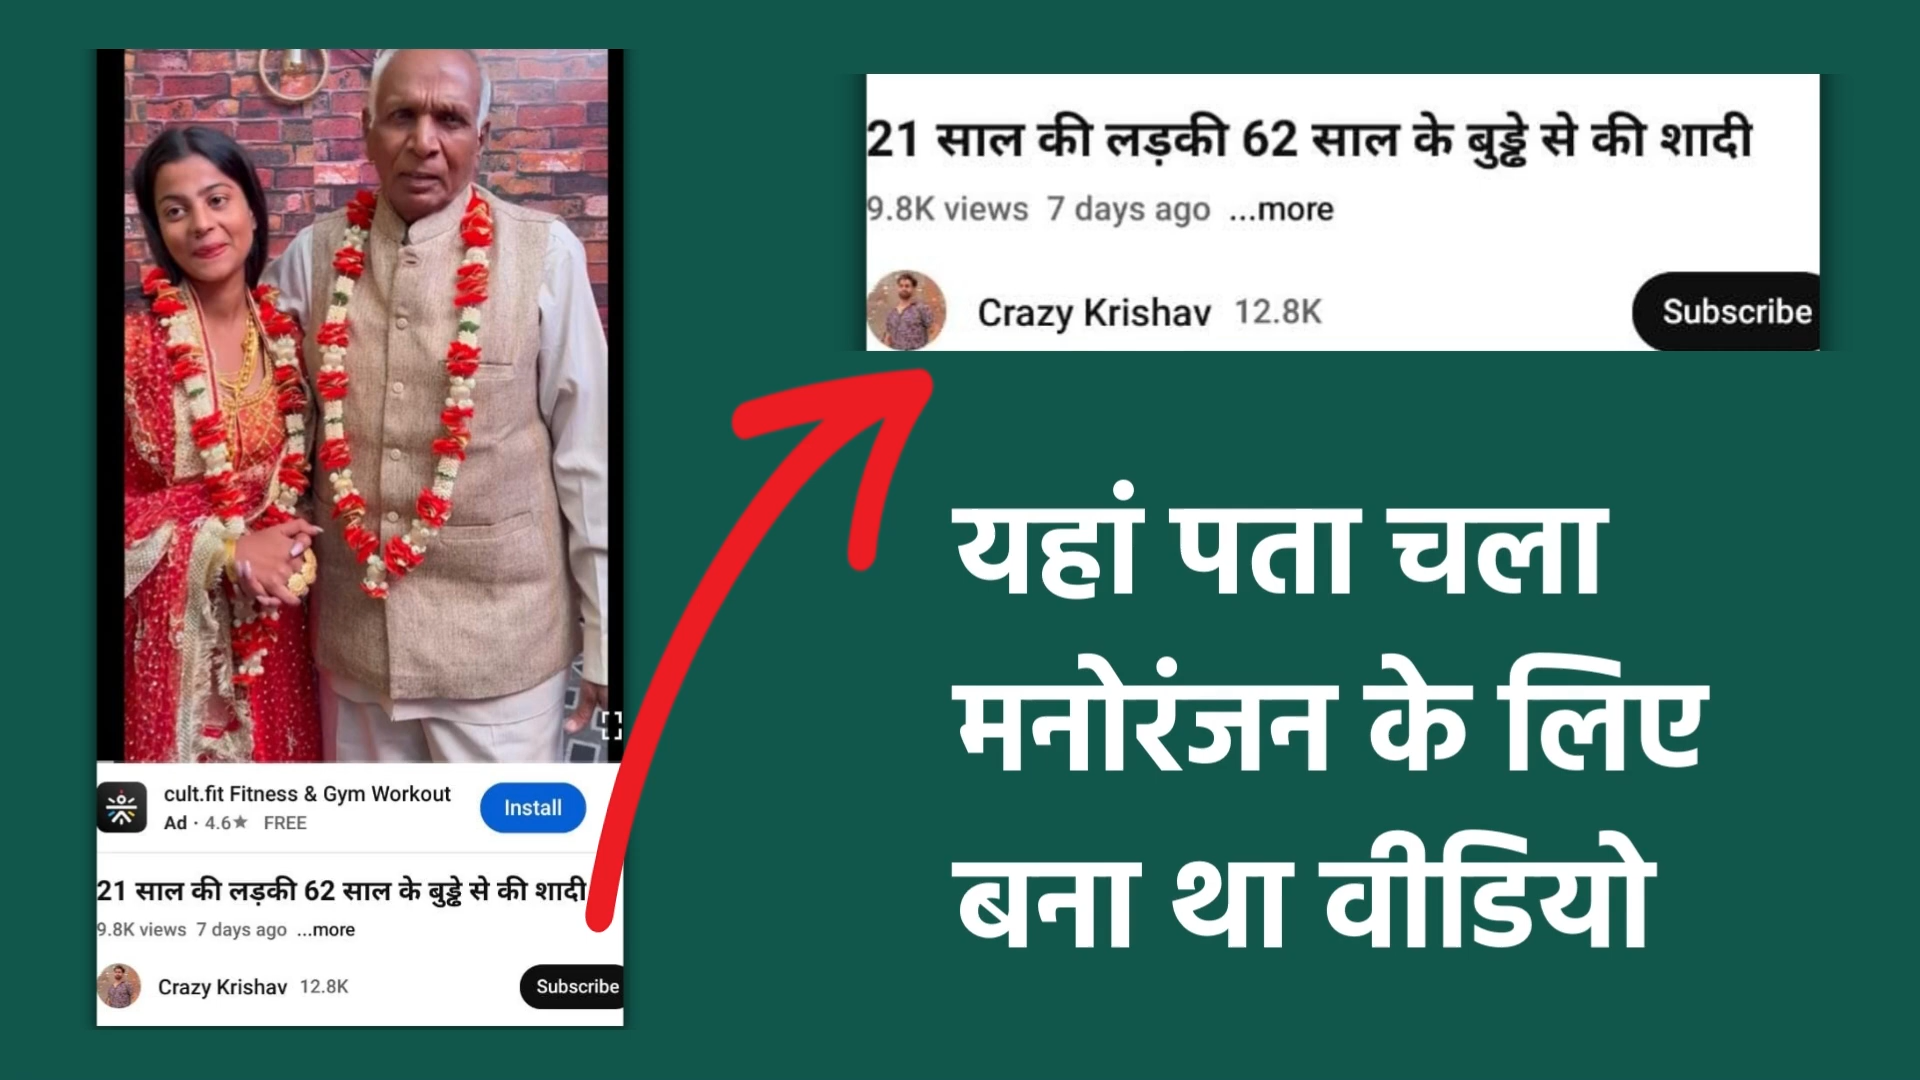 cult.fit Fitness & Gym Workout
Ad · 4.6★ FREE
Install
21 साल की लड़की 62 साल के बुड्ढे से की शादी
9.8K views 7 days ago ...more
Crazy Krishav 12.8K
Subscribe
21 साल की लड़की 62 साल के बुड्ढे से की शादी
9.8K views 7 days ago ...more
Crazy Krishav 12.8K
Subscribe
यहां पता चला
मनोरंजन के लिए
बना था वीडियो